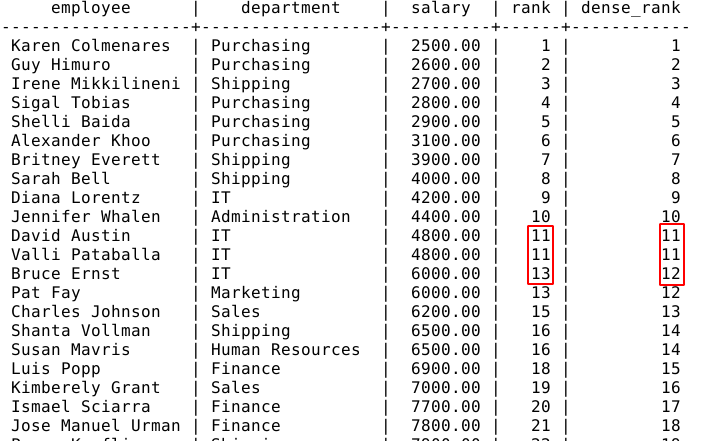 employee | department | salary | rank | dense_rank
-------------------+-------------------+----------+------+------------
Karen Colmenares | Purchasing | 2500.00 | 1 | 1
Guy Himuro | Purchasing | 2600.00 | 2 | 2
Irene Mikkilineni | Shipping | 2700.00 | 3 | 3
Sigal Tobias | Purchasing | 2800.00 | 4 | 4
Shelli Baida | Purchasing | 2900.00 | 5 | 5
Alexander Khoo | Purchasing | 3100.00 | 6 | 6
Britney Everett | Shipping | 3900.00 | 7 | 7
Sarah Bell | Shipping | 4000.00 | 8 | 8
Diana Lorentz | IT | 4200.00 | 9 | 9
Jennifer Whalen | Administration | 4400.00 | 10 | 10
David Austin | IT | 4800.00 | 11 | 11
Valli Pataballa | IT | 4800.00 | 11 | 11
Bruce Ernst | IT | 6000.00 | 13 | 12
Pat Fay | Marketing | 6000.00 | 13 | 12
Charles Johnson | Sales | 6200.00 | 15 | 13
Shanta Vollman | Shipping | 6500.00 | 16 | 14
Susan Mavris | Human Resources | 6500.00 | 16 | 14
Luis Popp | Finance | 6900.00 | 18 | 15
Kimberely Grant | Sales | 7000.00 | 19 | 16
Ismael Sciarra | Finance | 7700.00 | 20 | 17
Jose Manuel Urman | Finance | 7800.00 | 21 | 18